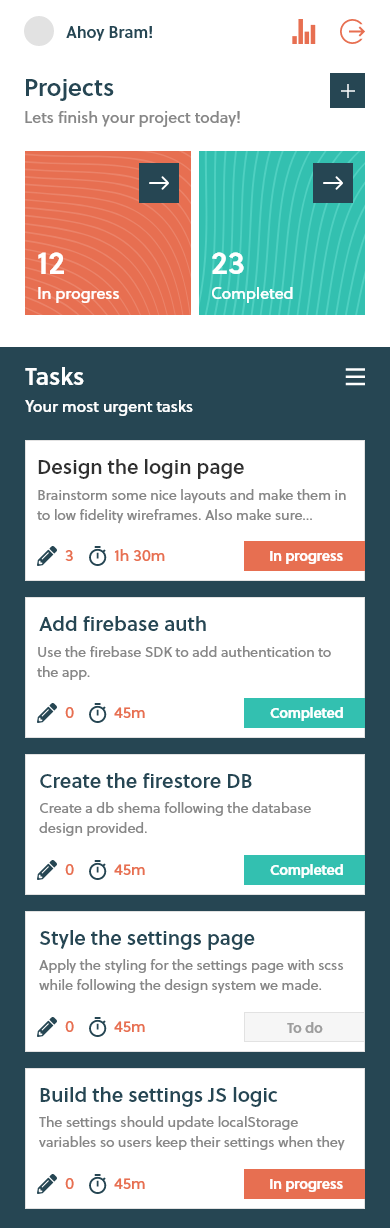 Ahoy Bram!
Projects
Lets finish your project today!
12
In progress
23
Completed
Tasks
Your most urgent tasks
Design the login page
Brainstorm some nice layouts and make them in
to low fidelity wireframes. Also make sure...
3 1h 30m In progress
Add firebase auth
Use the firebase SDK to add authentication to
the app.
0 45m Completed
Create the firestore DB
Create a db shema following the database
design provided.
0 45m Completed
Style the settings page
Apply the styling for the settings page with scss
while following the design system we made.
0 45m To do
Build the settings JS logic
The settings should update localStorage
variables so users keep their settings when they
0 45m In progress